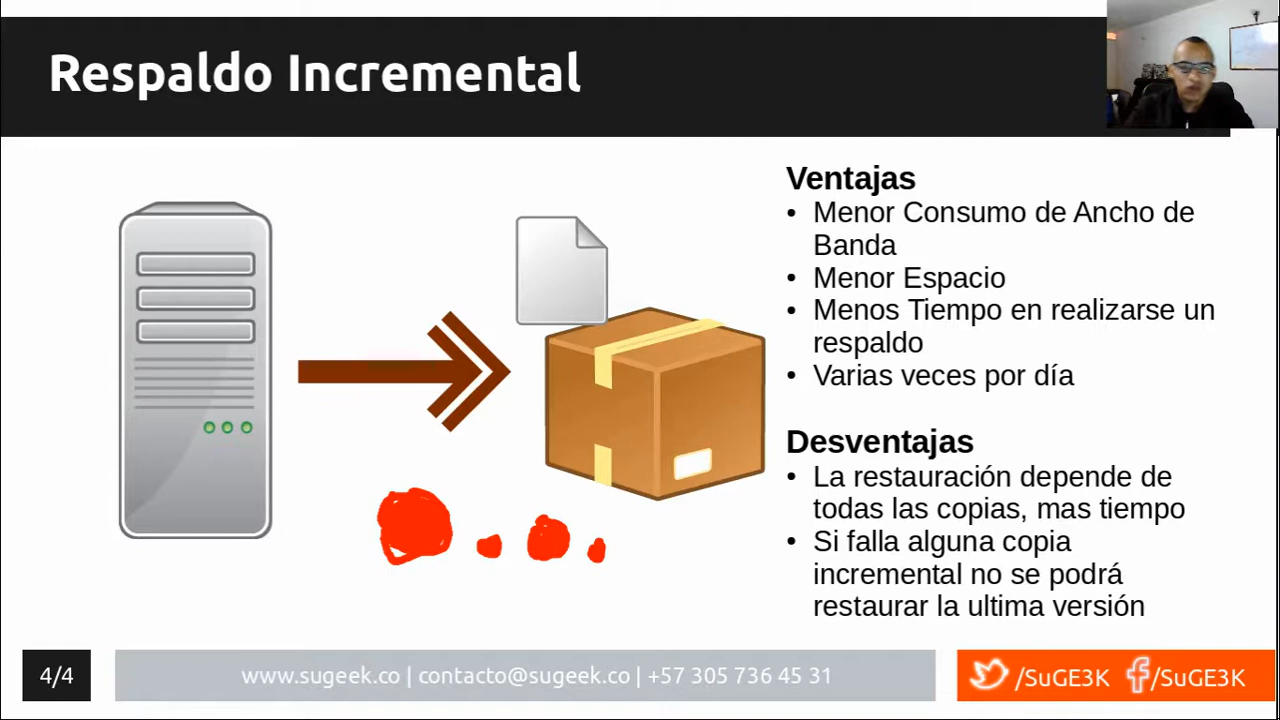 Respaldo Incremental
Ventajas
• Menor Consumo de Ancho de
Banda
• Menor Espacio
• Menos Tiempo en realizarse un
respaldo
• Varias veces por día
Desventajas
• La restauración depende de
todas las copias, mas tiempo
• Si falla alguna copia
incremental no se podrá
restaurar la ultima versión
4/4
www.sugeek.co | contacto@sugeek.co | +57 305 736 45 31
/SuGE3K
/SuGE3K